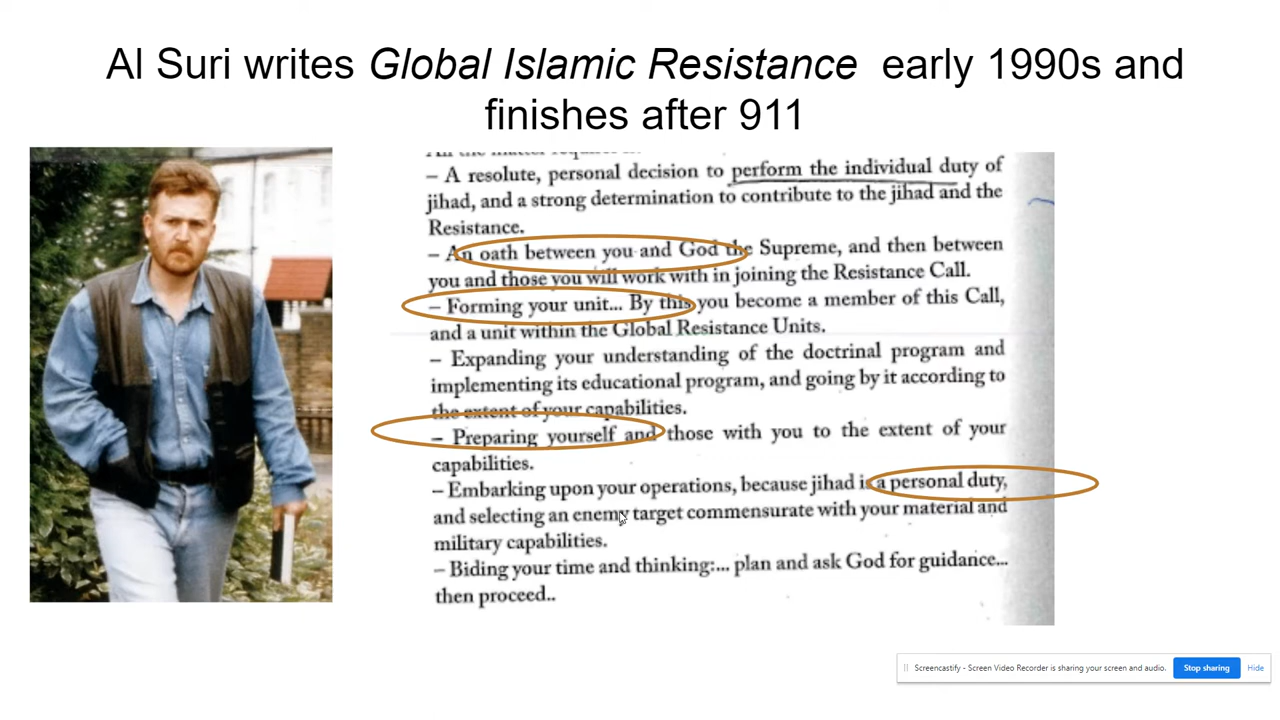 Al Suri writes Global Islamic Resistance early 1990s and
finishes after 911
– A resolute, personal decision to perform the individual duty of
jihad, and a strong determination to contribute to the jihad and the
Resistance.
– An oath between you and God the Supreme, and then between
you and those you will work with in joining the Resistance Call.
– Forming your unit... By this you become a member of this Call,
and a unit within the Global Resistance Units.
– Expanding your understanding of the doctrinal program and
implementing its educational program, and going by it according to
the extent of your capabilities.
– Preparing yourself and those with you to the extent of your
capabilities.
– Embarking upon your operations, because jihad is a personal duty,
and selecting an enemy target commensurate with your material and
military capabilities.
– Biding your time and thinking:... plan and ask God for guidance...
then proceed..
Screencastify - Screen Video Recorder is sharing your screen and audio. Stop sharing Hide